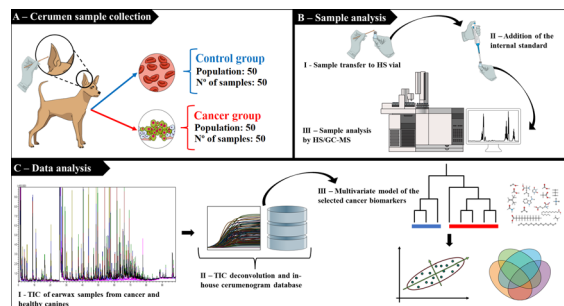 A – Cerumen sample collection
Control group
Population: 50
Nº of samples: 50
Cancer group
Population: 50
Nº of samples: 50
B – Sample analysis
I - Sample transfer to HS vial
II – Addition of the
internal standard
III – Sample analysis
by HS/GC-MS
C – Data analysis
I - TIC of earwax samples from cancer and
healthy canines
II – TIC deconvolution and in-
house cerumenogram database
III – Multivariate model of the
selected cancer biomarkers